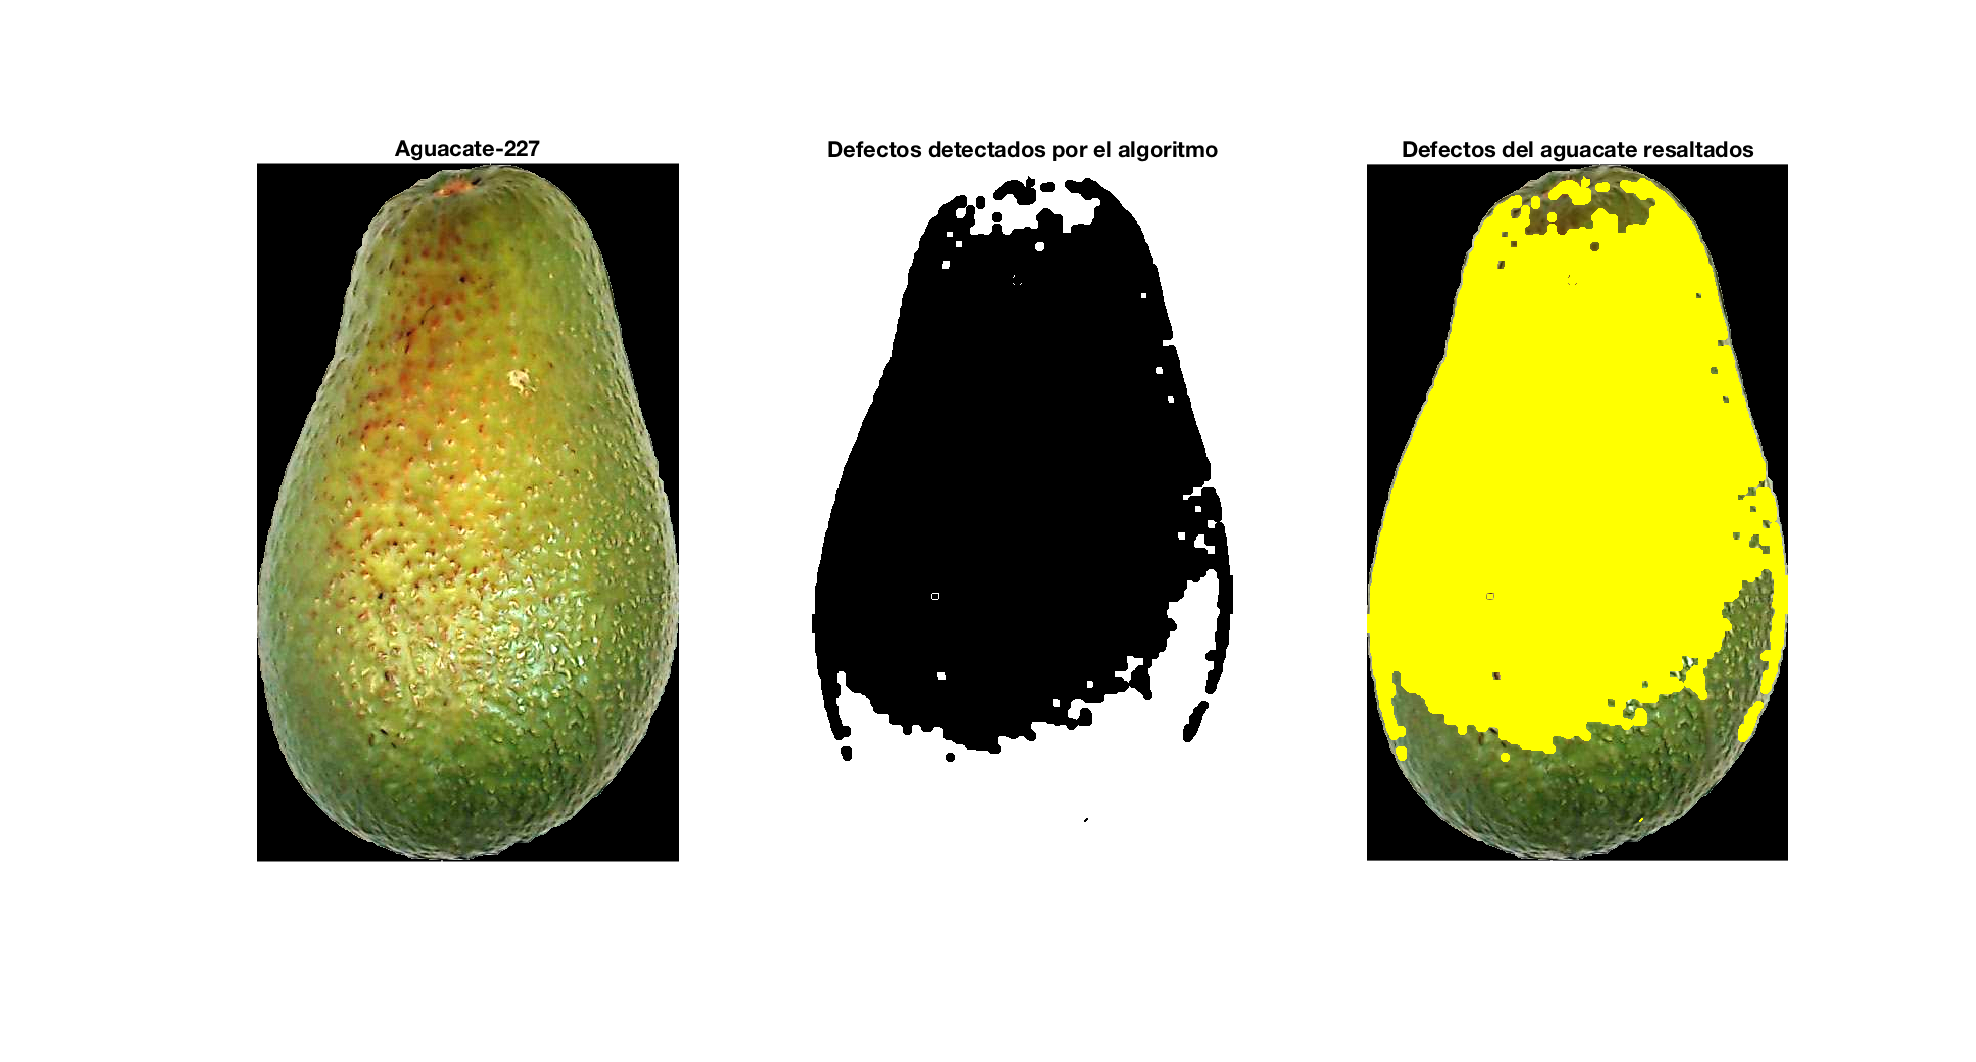 Aguacate-227
Defectos detectados por el algoritmo
Defectos del aguacate resaltados